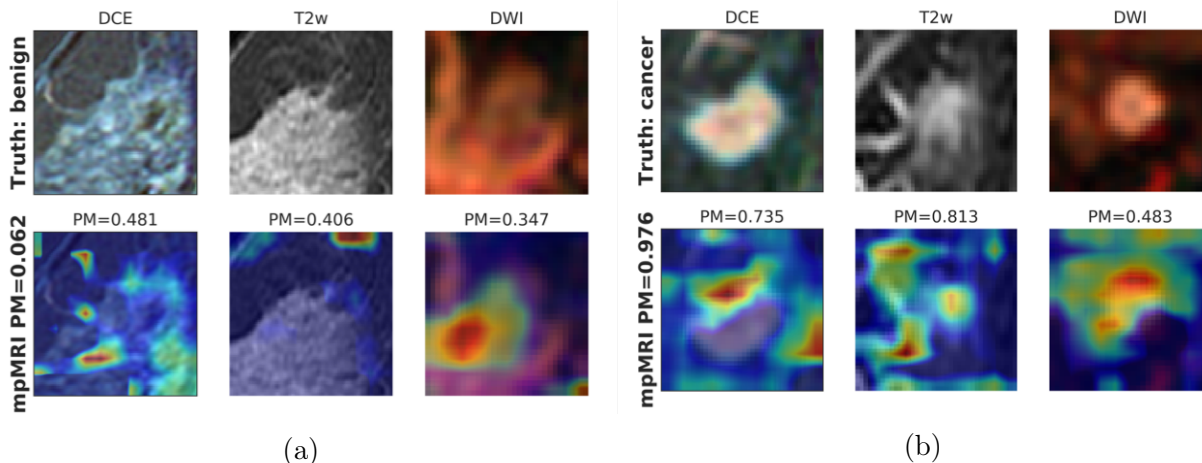 DCE T2w DWI
Truth: benign
PM=0.481 PM=0.406 PM=0.347
mpMRI PM=0.062
(a)
DCE T2w DWI
Truth: cancer
PM=0.735 PM=0.813 PM=0.483
mpMRI PM=0.976
(b)